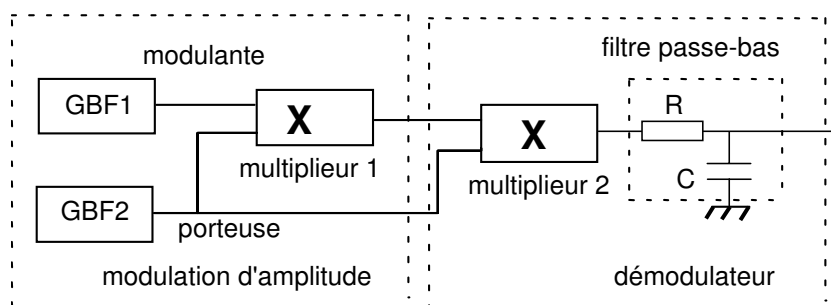 modulante
GBF1
X
multiplieur 1
GBF2
porteuse
modulation d'amplitude
filtre passe-bas
R
X
multiplieur 2
C
démodulateur